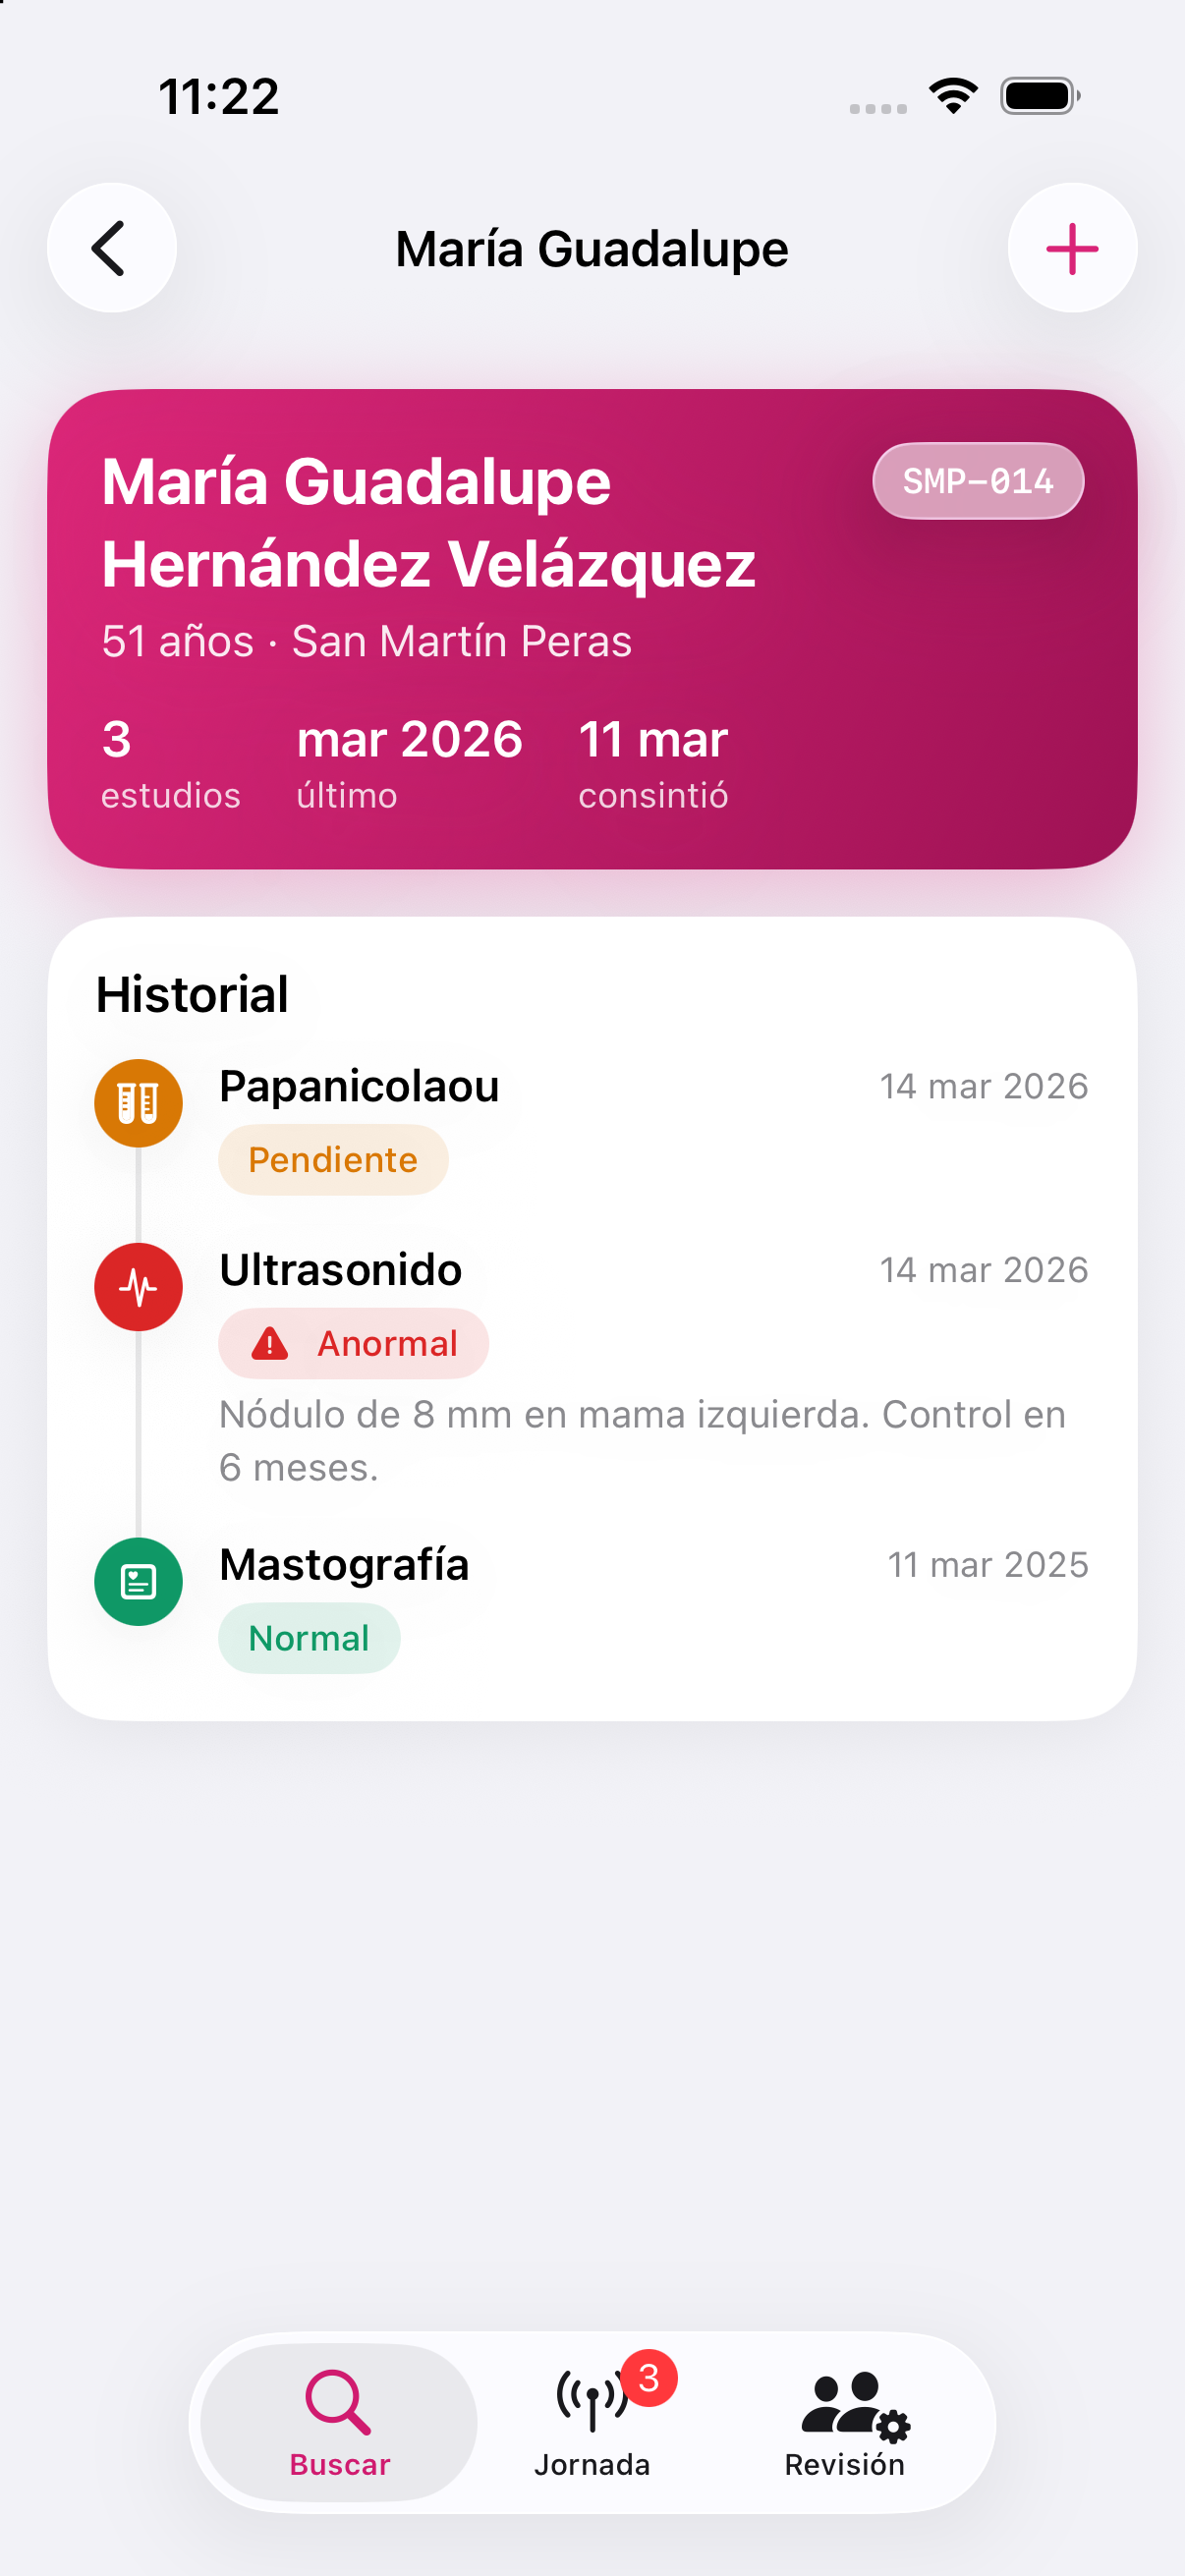 11:22
María Guadalupe
María Guadalupe
Hernández Velázquez
SMP-014
51 años · San Martín Peras
3
estudios
mar 2026
último
11 mar
consintió
Historial
Papanicolaou
14 mar 2026
Pendiente
Ultrasonido
14 mar 2026
Anormal
Nódulo de 8 mm en mama izquierda. Control en
6 meses.
Mastografía
11 mar 2025
Normal
Buscar
3
Jornada
Revisión